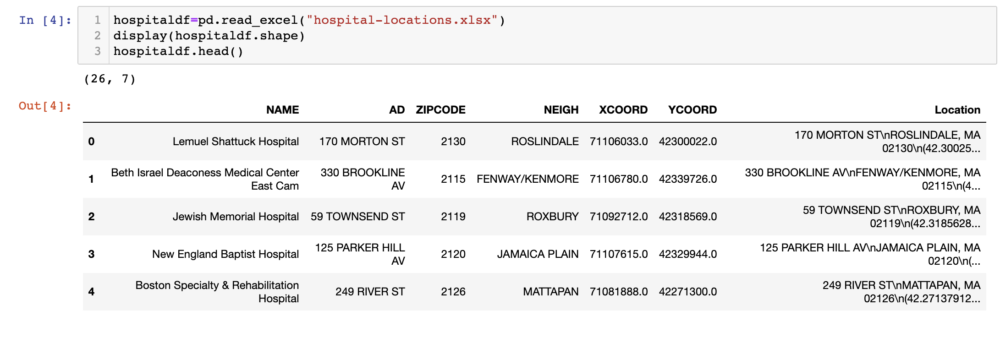 In [4]:
1 hospitaldf=pd.read_excel("hospital-locations.xlsx")
2 display(hospitaldf.shape)
3 hospitaldf.head()
(26, 7)
Out[4]:
NAME AD ZIPCODE NEIGH XCOORD YCOORD Location
0 Lemuel Shattuck Hospital 170 MORTON ST 2130 ROSLINDALE 71106033.0 42300022.0 170 MORTON ST\nROSLINDALE, MA
02130\n(42.30025...
1 Beth Israel Deaconess Medical Center 330 BROOKLINE 2115 FENWAY/KENMORE 71106780.0 42339726.0 330 BROOKLINE AV\nFENWAY/KENMORE, MA
East Cam AV 02115\n(4...
2 Jewish Memorial Hospital 59 TOWNSEND ST 2119 ROXBURY 71092712.0 42318569.0 59 TOWNSEND ST\nROXBURY, MA
02119\n(42.3185628...
3 New England Baptist Hospital 125 PARKER HILL 2120 JAMAICA PLAIN 71107615.0 42329944.0 125 PARKER HILL AV\nJAMAICA PLAIN, MA
AV 02120\n(...
4 Boston Specialty & Rehabilitation 249 RIVER ST 2126 MATTAPAN 71081888.0 42271300.0 249 RIVER ST\nMATTAPAN, MA
Hospital 02126\n(42.27137912...